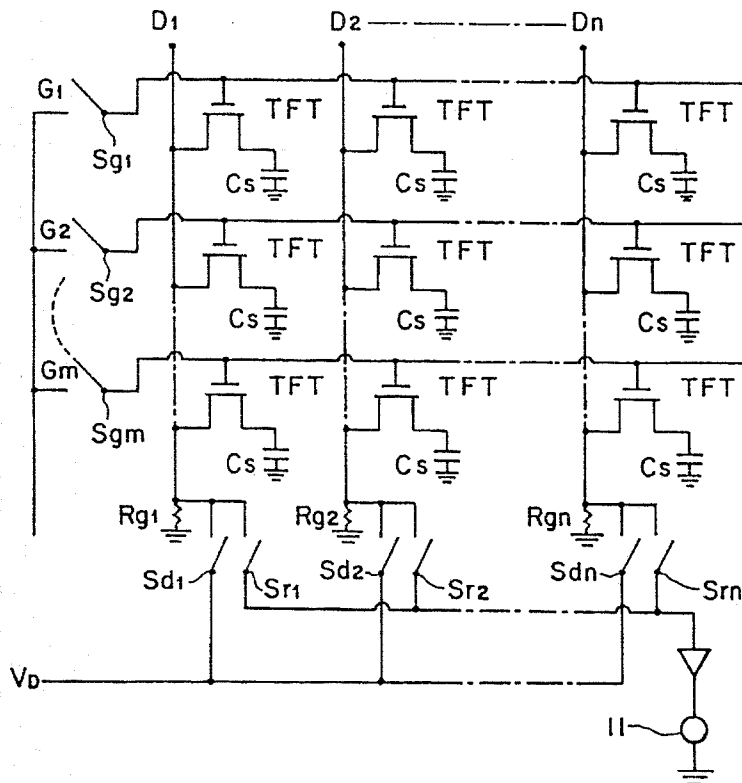 D1 D2 Dn
G1 TFT TFT TFT
Sg1
Cs Cs Cs
G2 TFT TFT TFT
Sg2
Cs Cs Cs
Gm TFT TFT TFT
Sgm
Cs Cs Cs
Rg1 Rg2 Rgn
Sd1 Sr1 Sd2 Sr2 Sdn Srn
VD
11